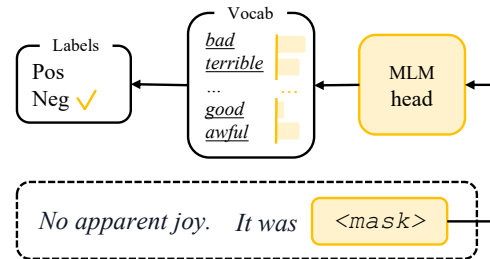 Labels
Pos
Neg
Vocab
bad
terrible
...
good
...
awful
MLM
head
No apparent joy. It was <mask>